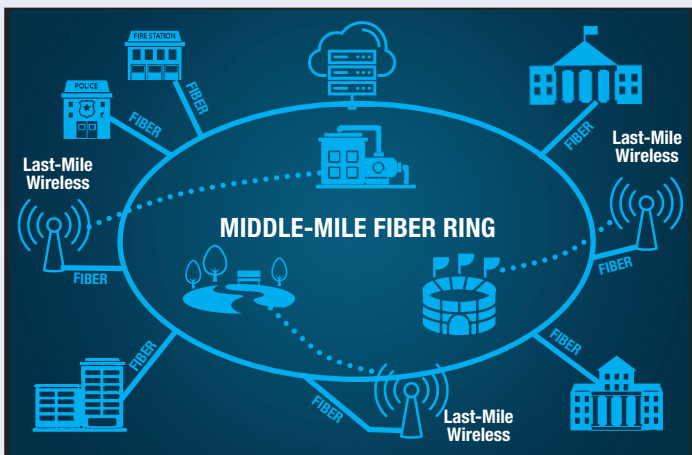 FIRE STATION
POLICE
FIBER
FIBER
FIBER
Last-Mile
Wireless
Last-Mile
Wireless
MIDDLE-MILE FIBER RING
FIBER
FIBER
FIBER
FIBER
FIBER
Last-Mile
Wireless